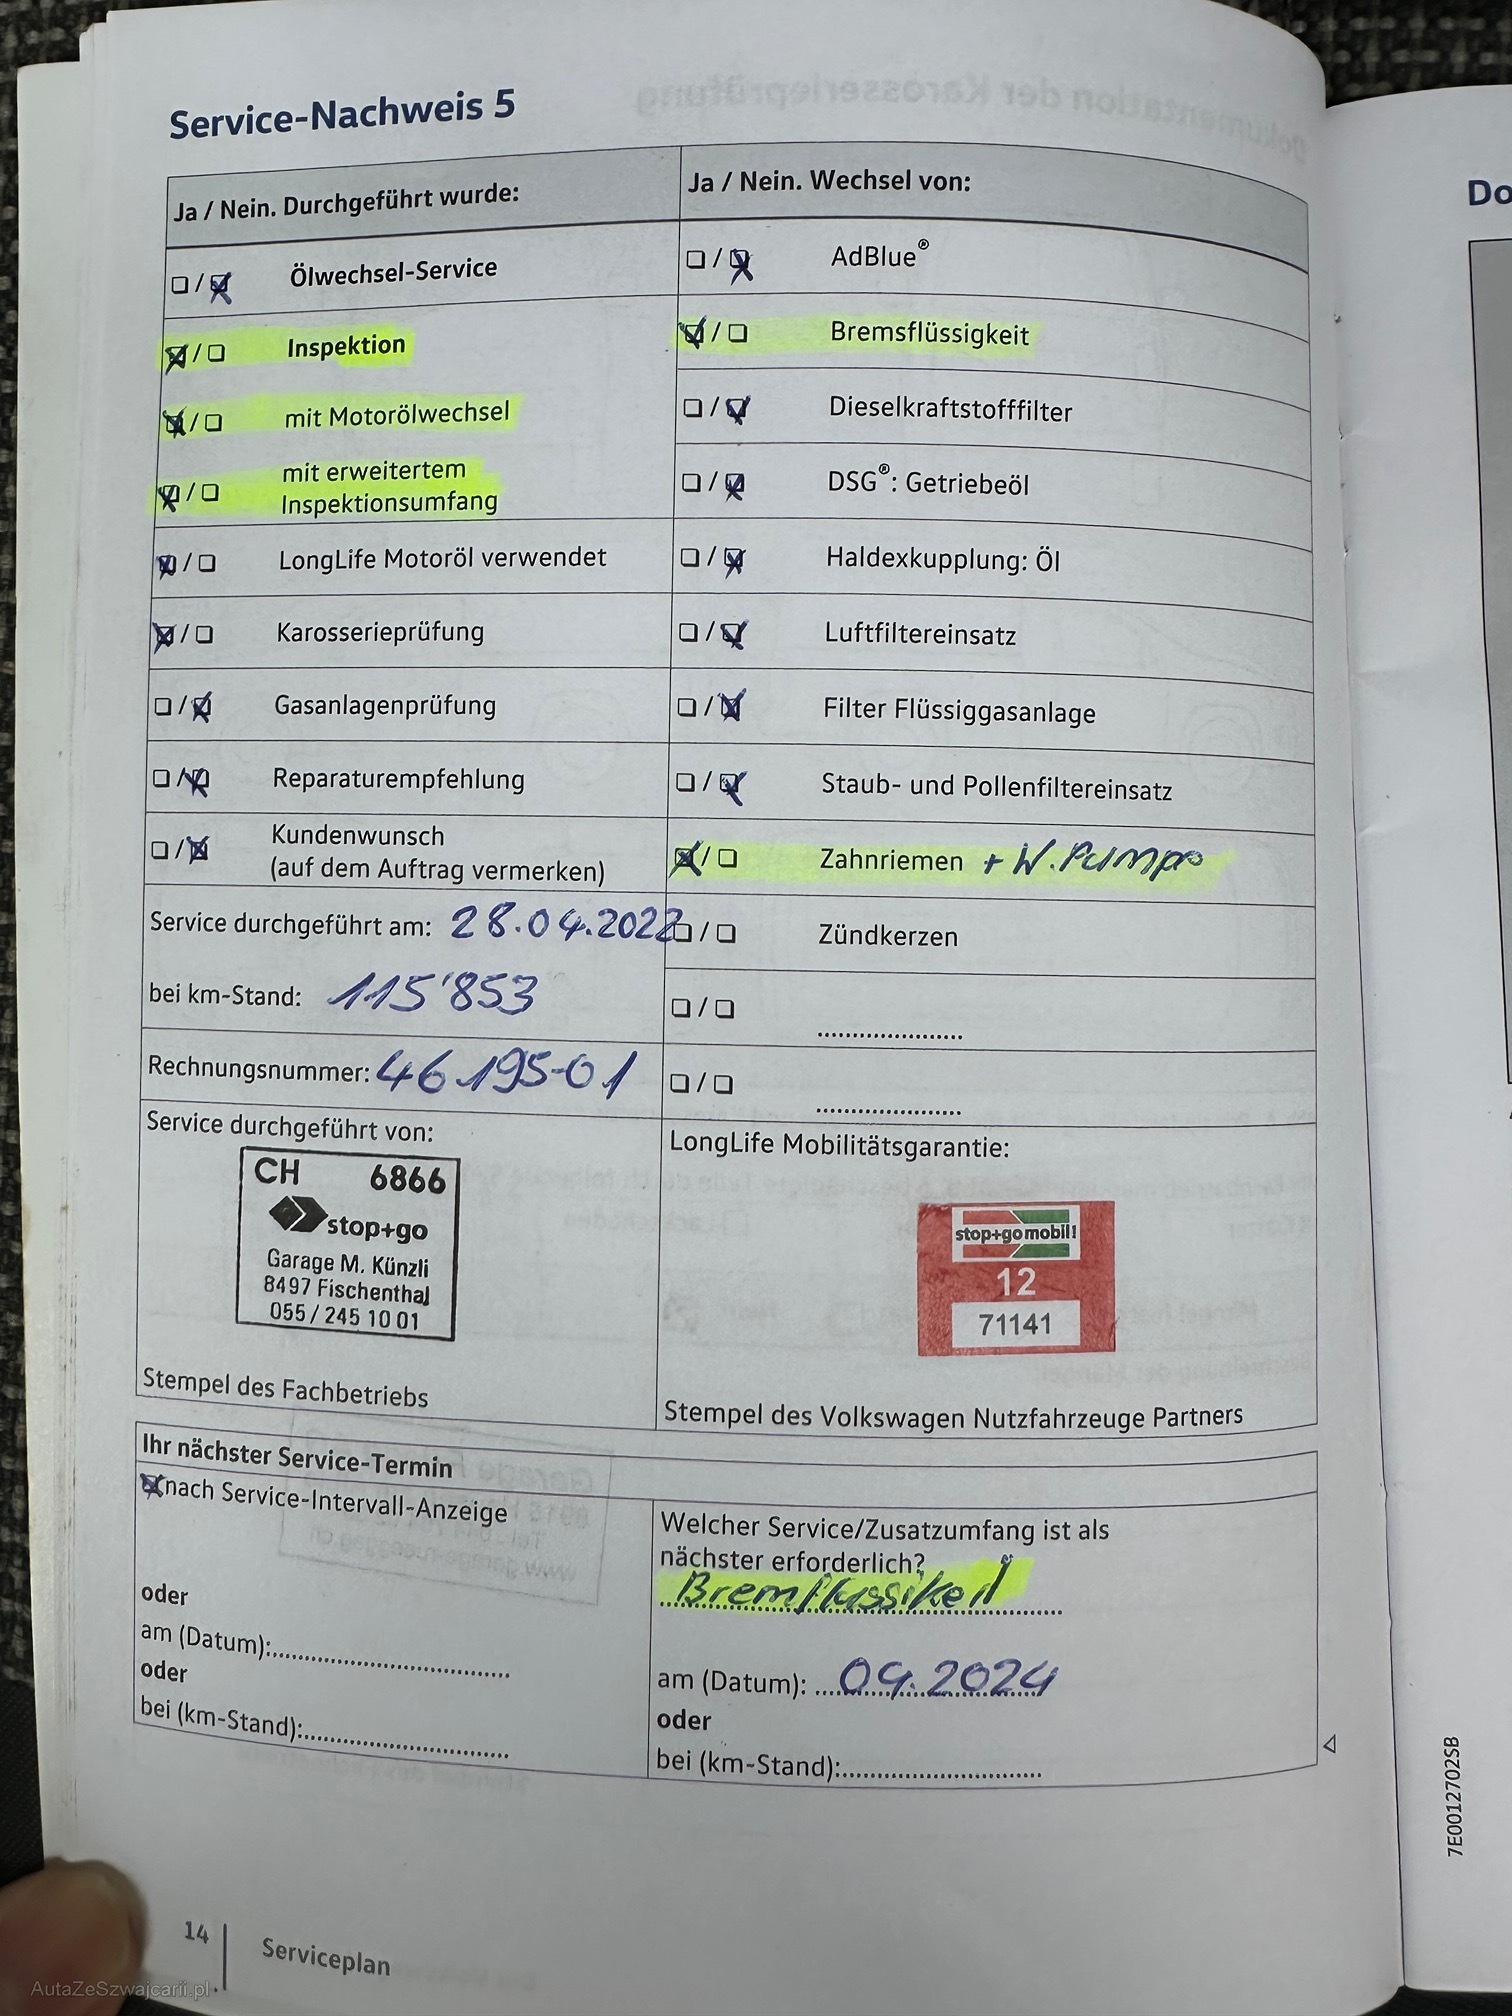 Service-Nachweis 5
Ja / Nein. Durchgeführt wurde:
Ölwechsel-Service
Inspektion
mit Motorölwechsel
mit erweitertem
Inspektionsumfang
LongLife Motoröl verwendet
Karosserieprüfung
Gasanlagenprüfung
Reparaturempfehlung
Kundenwunsch
(auf dem Auftrag vermerken)
Service durchgeführt am: 28.04.2022
bei km-Stand: 115'853
Rechnungsnummer: 46195-01
Service durchgeführt von:
CH 6866
stop+go
Garage M. Künzli
8497 Fischenthal
055 / 245 10 01
Stempel des Fachbetriebs
Ja / Nein. Wechsel von:
AdBlue®
Bremsflüssigkeit
Dieselkraftstofffilter
DSG®: Getriebeöl
Haldexkupplung: Öl
Luftfiltereinsatz
Filter Flüssiggasanlage
Staub- und Pollenfiltereinsatz
Zahnriemen + W. Pumpe
Zündkerzen
LongLife Mobilitätsgarantie:
stop+go mobil!
12
71141
Stempel des Volkswagen Nutzfahrzeuge Partners
Ihr nächster Service-Termin
nach Service-Intervall-Anzeige
oder
am (Datum):
oder
bei (km-Stand):
Welcher Service/Zusatzumfang ist als
nächster erforderlich?
Bremflüssikeit
am (Datum): 09.2024
oder
bei (km-Stand):
14
Serviceplan
Do
7E0012702SB
AutaZeSzwajcarii.pl